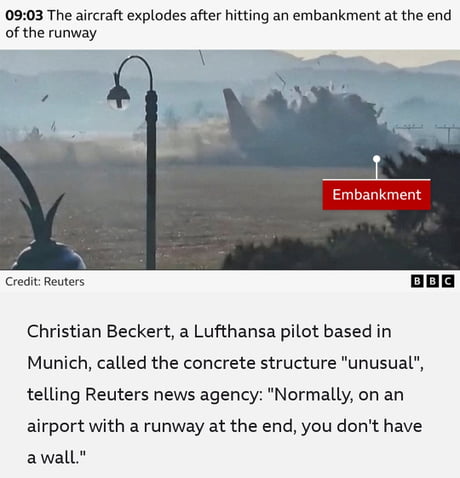 09:03 The aircraft explodes after hitting an embankment at the end
of the runway
Embankment
Credit: Reuters
BBC
Christian Beckert, a Lufthansa pilot based in
Munich, called the concrete structure "unusual",
telling Reuters news agency: "Normally, on an
airport with a runway at the end, you don't have
a wall."